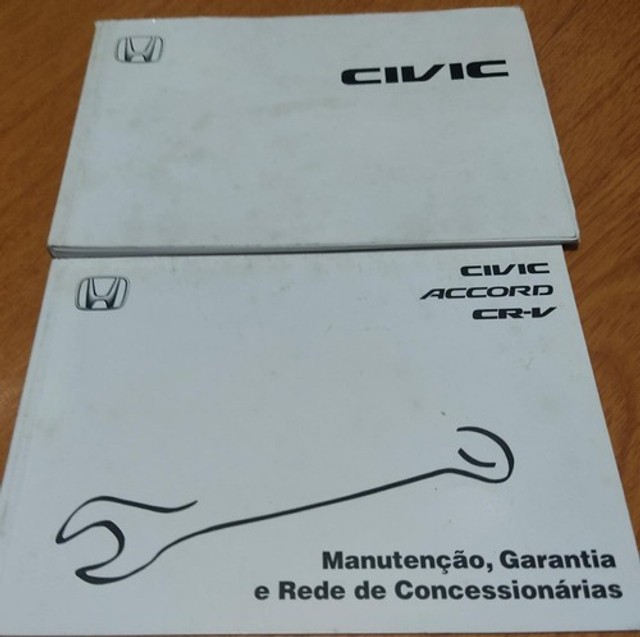 CIVIC
CIVIC
ACCORD
CR-V
Manutenção, Garantia
e Rede de Concessionárias